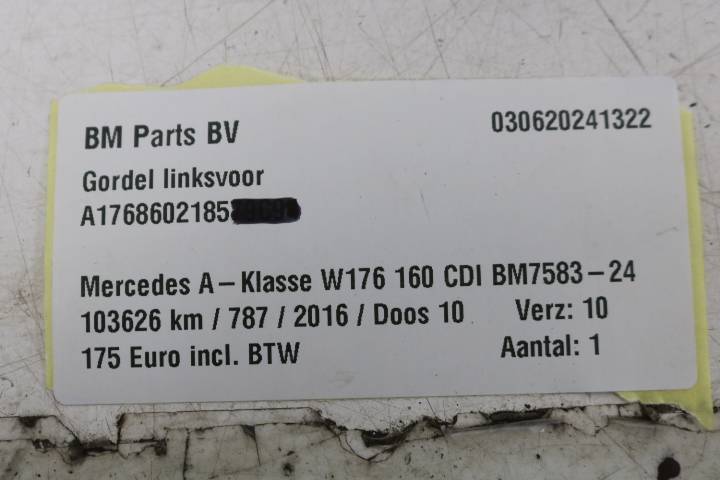 BM Parts BV
030620241322
Gordel linksvoor
A1768602185
Mercedes A-Klasse W176 160 CDI BM7583-24
103626 km / 787 / 2016 / Doos 10 Verz: 10
175 Euro incl. BTW Aantal: 1